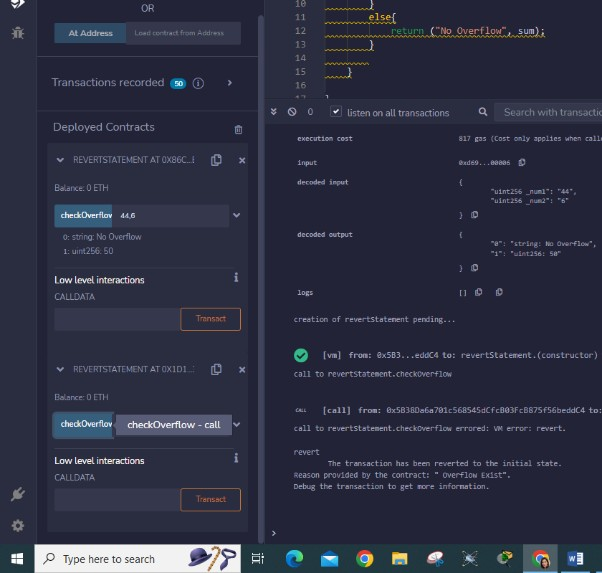 OR
At Address
Load contract from Address
Transactions recorded 50 i
Deployed Contracts
REVERTSTATEMENT AT 0X86C...
Balance: 0 ETH
checkOverflow 44,6
0: string: No Overflow
1: uint256: 50
Low level interactions
CALLDATA
Transact
REVERTSTATEMENT AT 0X1D1...
Balance: 0 ETH
checkOverflow
checkOverflow - call
Low level interactions
CALLDATA
Transact
10 }
11 else{
12 return ("No Overflow", sum);
13 }
14
15 }
16
17 }
0
listen on all transactions
Search with transactio
execution cost 817 gas (Cost only applies when calle
input 0xd69...00006
decoded input {
"uint256 _num1": "44",
"uint256 _num2": "6"
}
decoded output {
"0": "string: No Overflow",
"1": "uint256: 50"
}
logs []
creation of revertStatement pending...
[vm] from: 0x5B3...eddC4 to: revertStatement.(constructor)
call to revertStatement.checkOverflow
CALL [call] from: 0x5B38Da6a701c568545dCfcB03FcB875f56beddC4 to:
call to revertStatement.checkOverflow errored: VM error: revert.
revert
The transaction has been reverted to the initial state.
Reason provided by the contract: " Overflow Exist".
Debug the transaction to get more information.
>
Type here to search